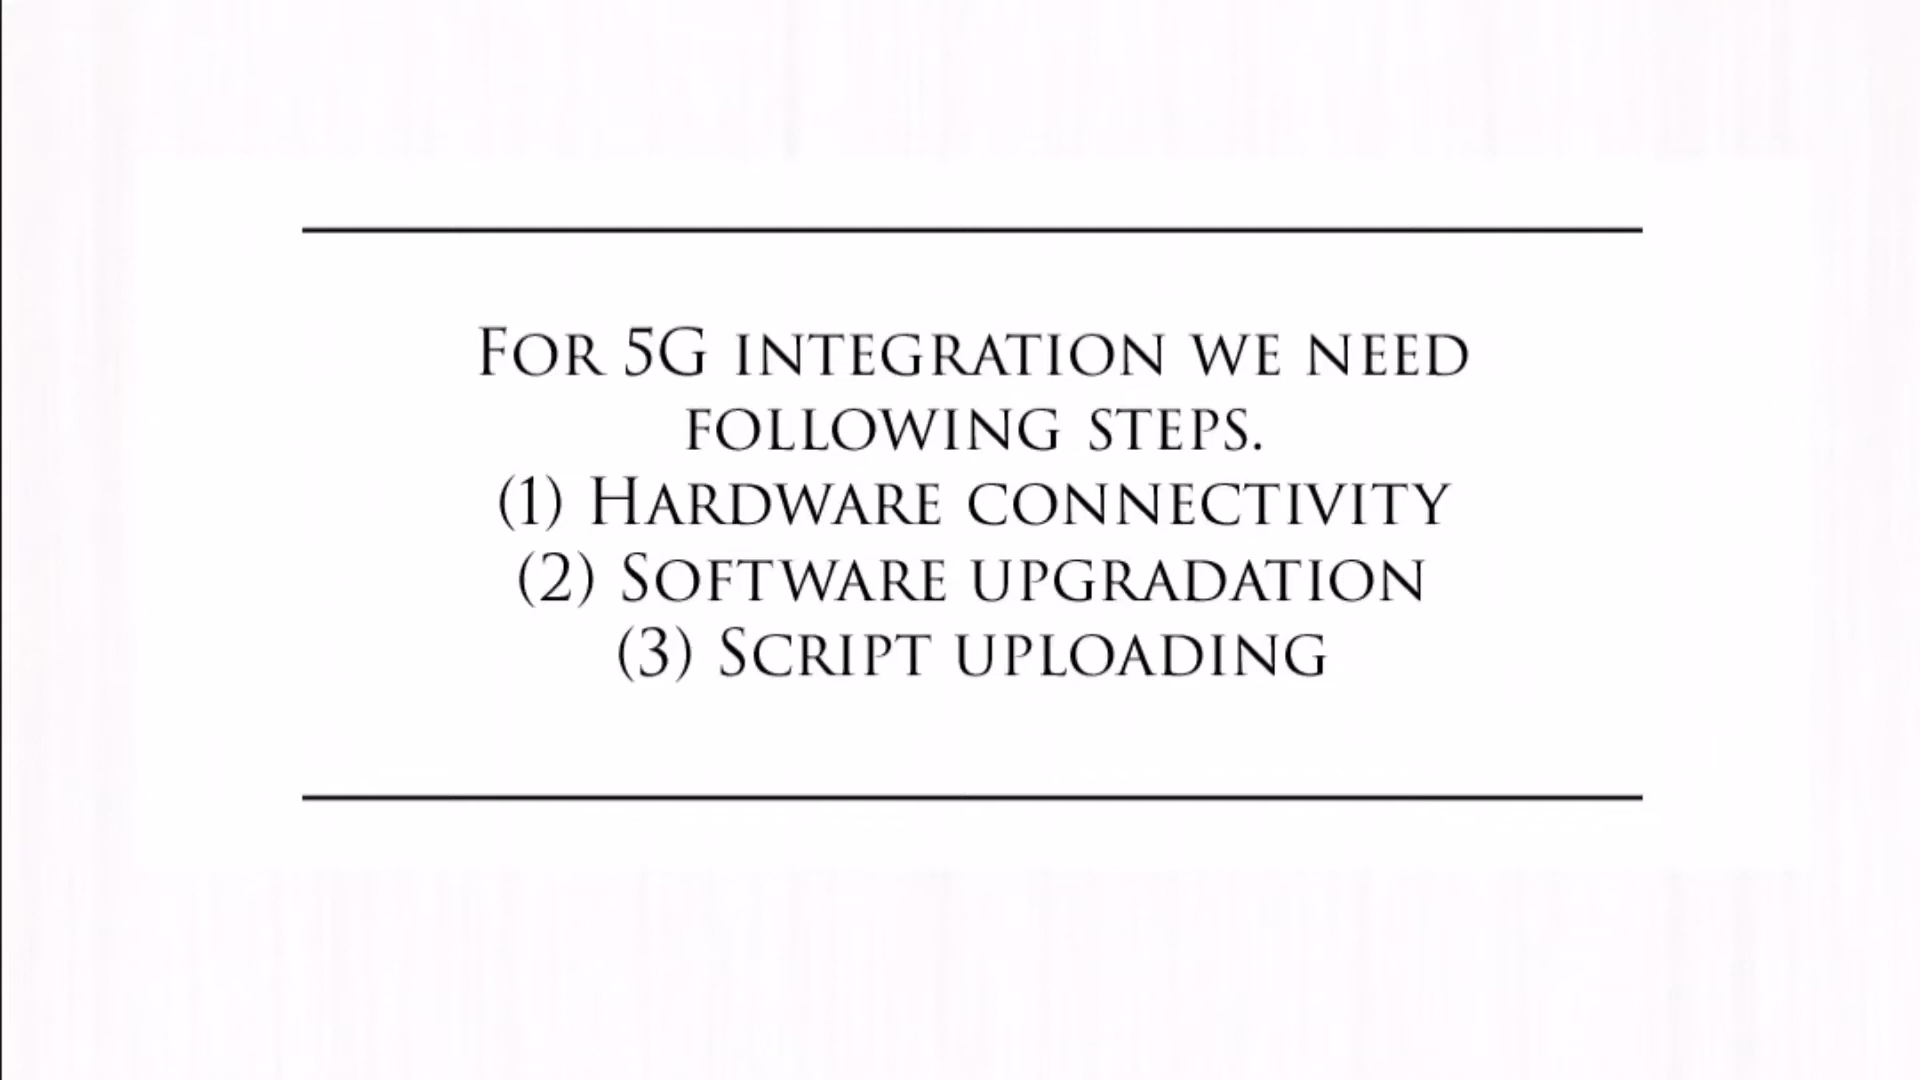 For 5G integration we need
following steps.
(1) Hardware connectivity
(2) Software upgradation
(3) Script uploading